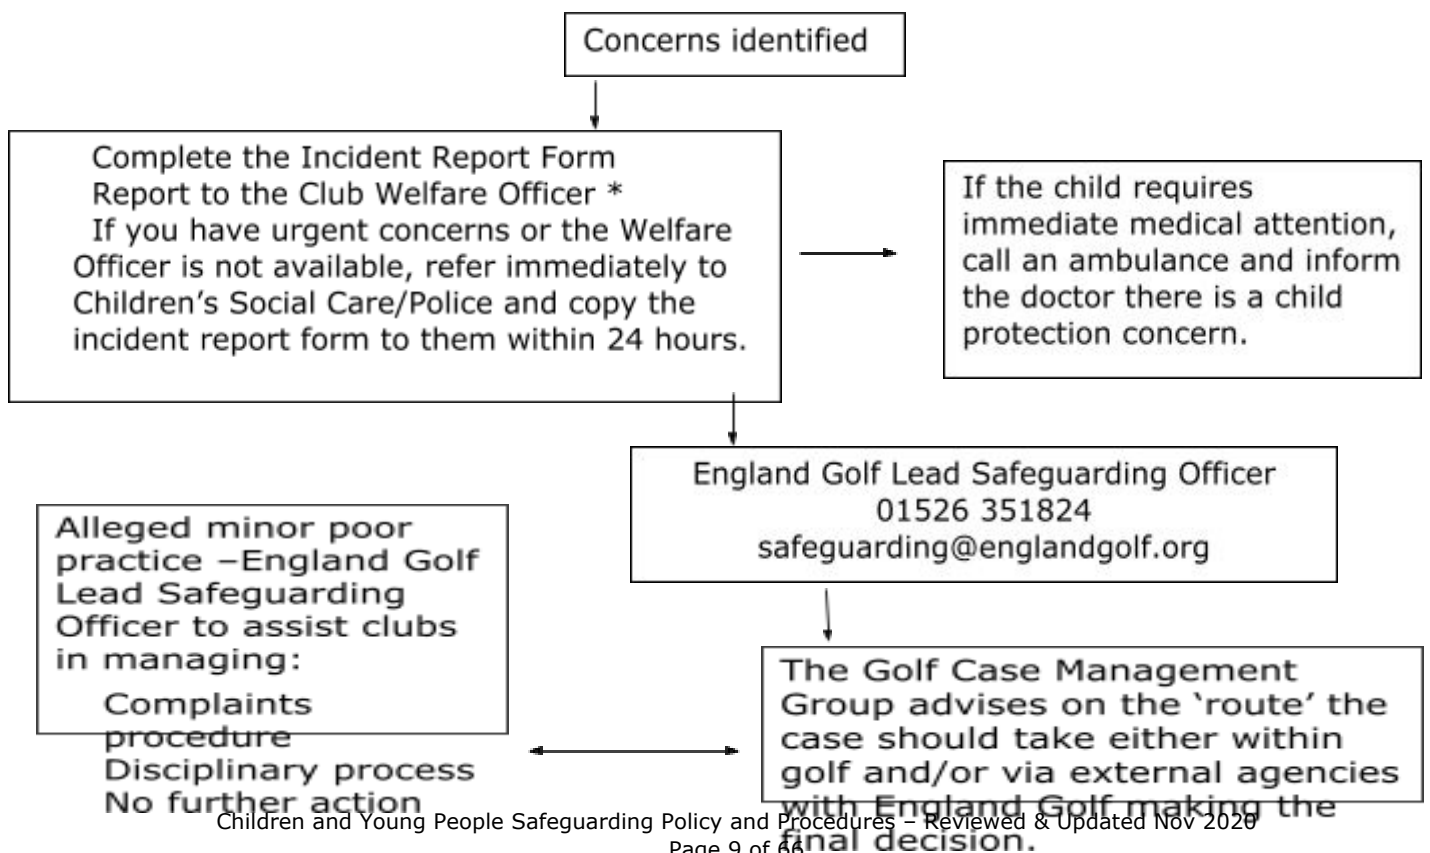 Concerns identified
Complete the Incident Report Form
Report to the Club Welfare Officer *
If you have urgent concerns or the Welfare
Officer is not available, refer immediately to
Children’s Social Care/Police and copy the
incident report form to them within 24 hours.
If the child requires
immediate medical attention,
call an ambulance and inform
the doctor there is a child
protection concern.
England Golf Lead Safeguarding Officer
01526 351824
safeguarding@englandgolf.org
Alleged minor poor
practice –England Golf
Lead Safeguarding
Officer to assist clubs
in managing:
Complaints
procedure
Disciplinary process
No further action
The Golf Case Management
Group advises on the ‘route’ the
case should take either within
golf and/or via external agencies
with England Golf making the
final decision.
Children and Young People Safeguarding Policy and Procedures – Reviewed & Updated Nov 2020
Page 9 of 66